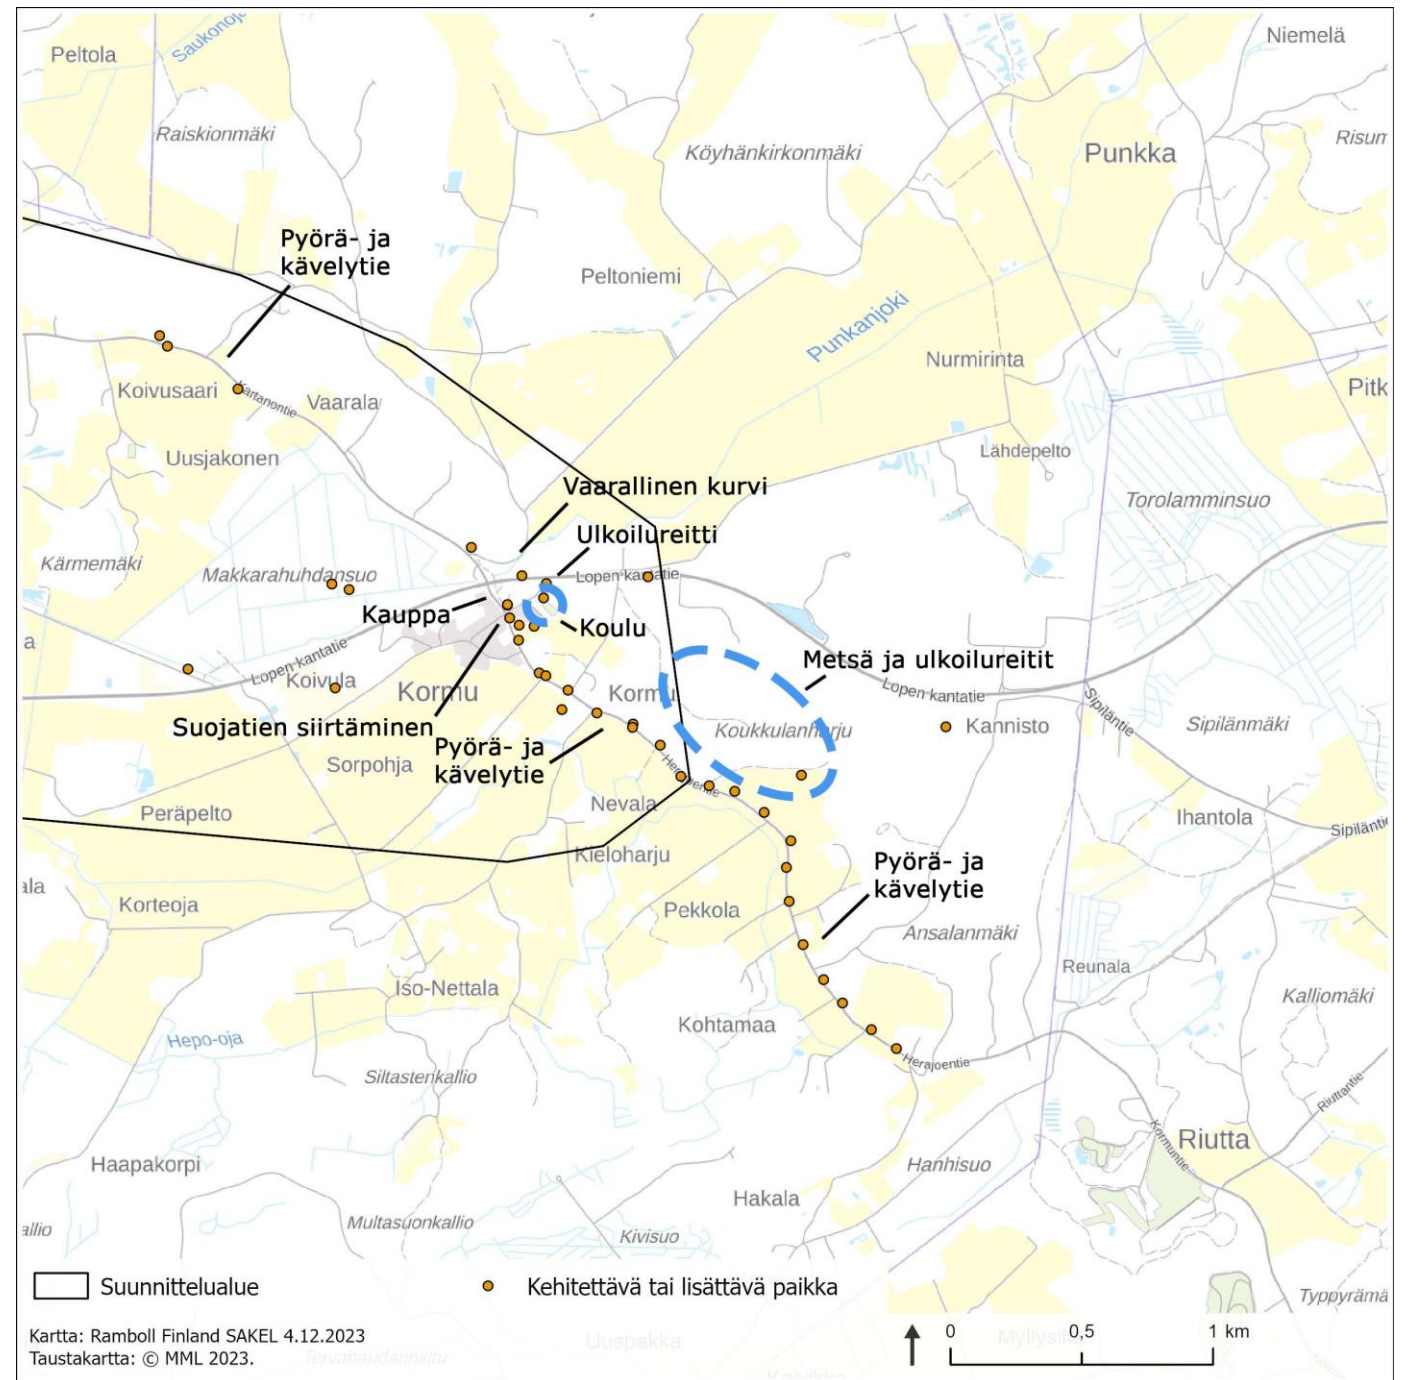 Niemelä
Saukonoja
Peltola
Raiskionmäki
Köyhänkirkonmäki
Punkka
Pyörä- ja
kävelytie
Peltoniemi
Punkanjoki
Nurmirinta
Koivusaari
Kartanontie
Vaarala
Uusjakonen
Lähdepelto
Vaarallinen kurvi
Torolamminsuo
Ulkoilureitti
Kärmemäki
Makkarahuhdansuo
Lopen kantatie
Kauppa
Koulu
Lopen kantatie
Metsä ja ulkoilureitit
Koivula
Kormu
Kormu
Lopen kantatie
Sipiläntie
Suojatien siirtäminen
Koukkulanharju
Kannisto
Sipilänmäki
Pyörä- ja
kävelytie
Sorpohja
Peräpelto
Nevala
Ihantola
Sipiläntie
Kieloharju
Pyörä- ja
kävelytie
Korteoja
Pekkola
Ansalanmäki
Reunala
Iso-Nettala
Kalliomäki
Kohtamaa
Hepo-oja
Herajoentie
Siltastenkallio
Riuttantie
Kormuntie
Riutta
Haapakorpi
Hanhisuo
Hakala
Multasuonkallio
Kivisuo
Suunnittelualue
Kehitettävä tai lisättävä paikka
Kartta: Ramboll Finland SAKEL 4.12.2023
Taustakartta: © MML 2023.
Uuspakka
0 0,5 1 km